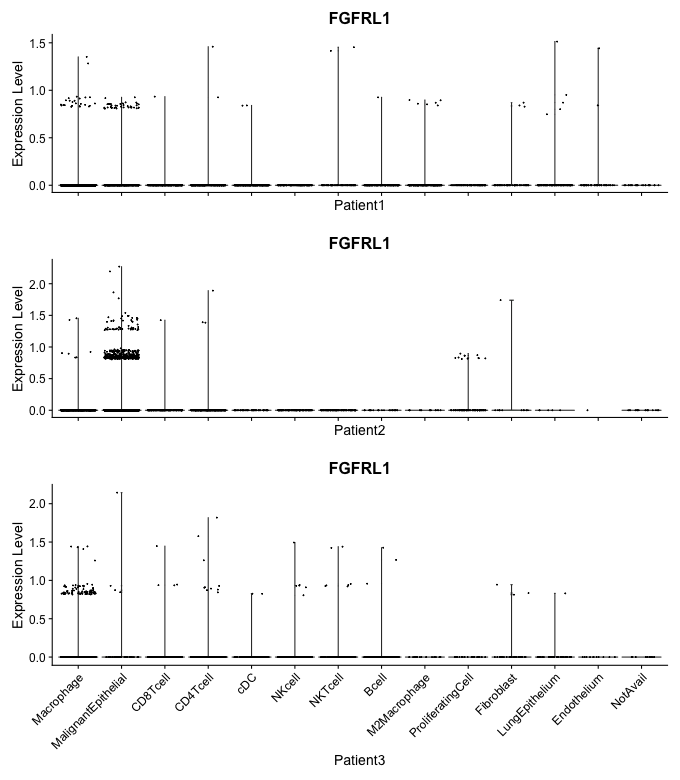 FGFRL1
Expression Level
1.5
1.0
0.5
0.0
Patient1
FGFRL1
Expression Level
2.0
1.5
1.0
0.5
0.0
Patient2
FGFRL1
Expression Level
2.0
1.5
1.0
0.5
0.0
Macrophage
MalignantEpithelial
CD8Tcell
CD4Tcell
cDC
NKcell
NKTcell
Bcell
M2Macrophage
ProliferatingCell
Fibroblast
LungEpithelium
Endothelium
NotAvail
Patient3